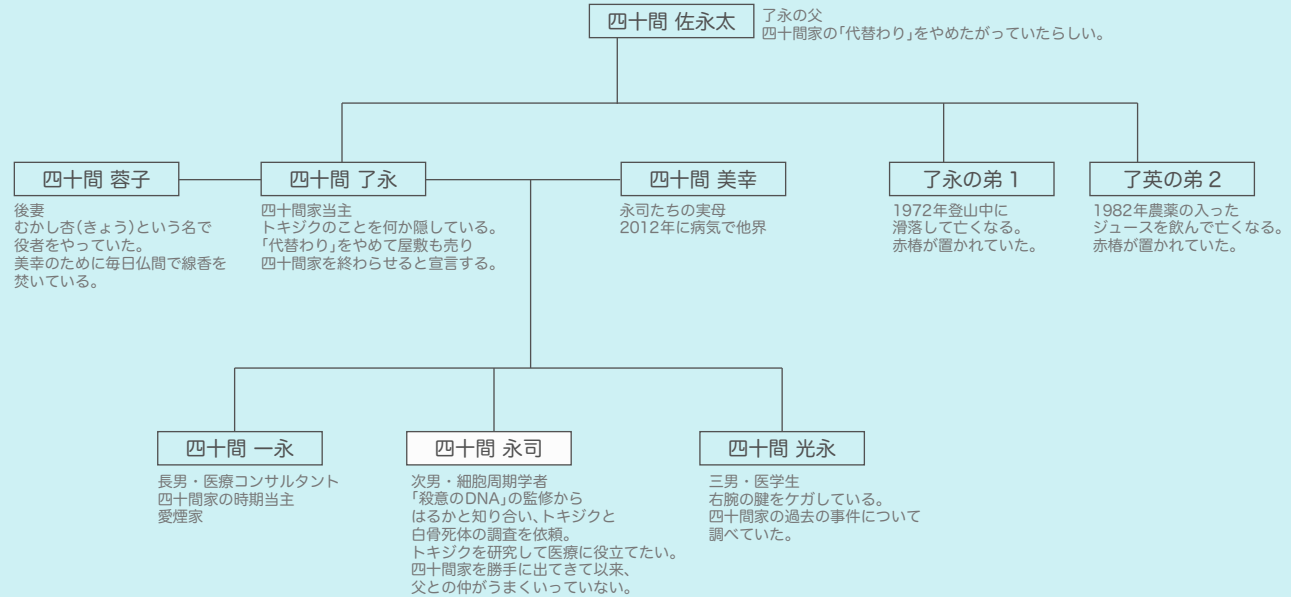 四十間 佐永太
了永の父
四十間家の「代替わり」をやめたがっていたらしい。
四十間 蓉子
後妻
むかし杏(きょう)という名で
役者をやっていた。
美幸のために毎日仏間で線香を
焚いている。
四十間 了永
四十間家当主
トキジクのことを何か隠している。
「代替わり」をやめて屋敷も売り
四十間家を終わらせると宣言する。
四十間 美幸
永司たちの実母
2012年に病気で他界
了永の弟 1
1972年登山中に
滑落して亡くなる。
赤椿が置かれていた。
了英の弟 2
1982年農薬の入った
ジュースを飲んで亡くなる。
赤椿が置かれていた。
四十間 一永
長男・医療コンサルタント
四十間家の時期当主
愛煙家
四十間 永司
次男・細胞周期学者
「殺意のDNA」の監修から
はるかと知り合い、トキジクと
白骨死体の調査を依頼。
トキジクを研究して医療に役立てたい。
四十間家を勝手に出てきて以来、
父との仲がうまくいっていない。
四十間 光永
三男・医学生
右腕の腱をケガしている。
四十間家の過去の事件について
調べていた。